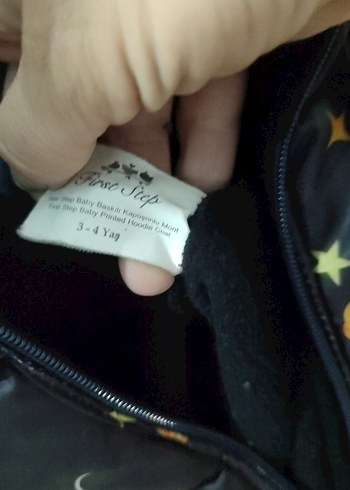 First Step
First Step Baby Baskılı Kapüşonlu Mont
First Step Baby Printed Hoodie Coat
3 - 4 Yaş